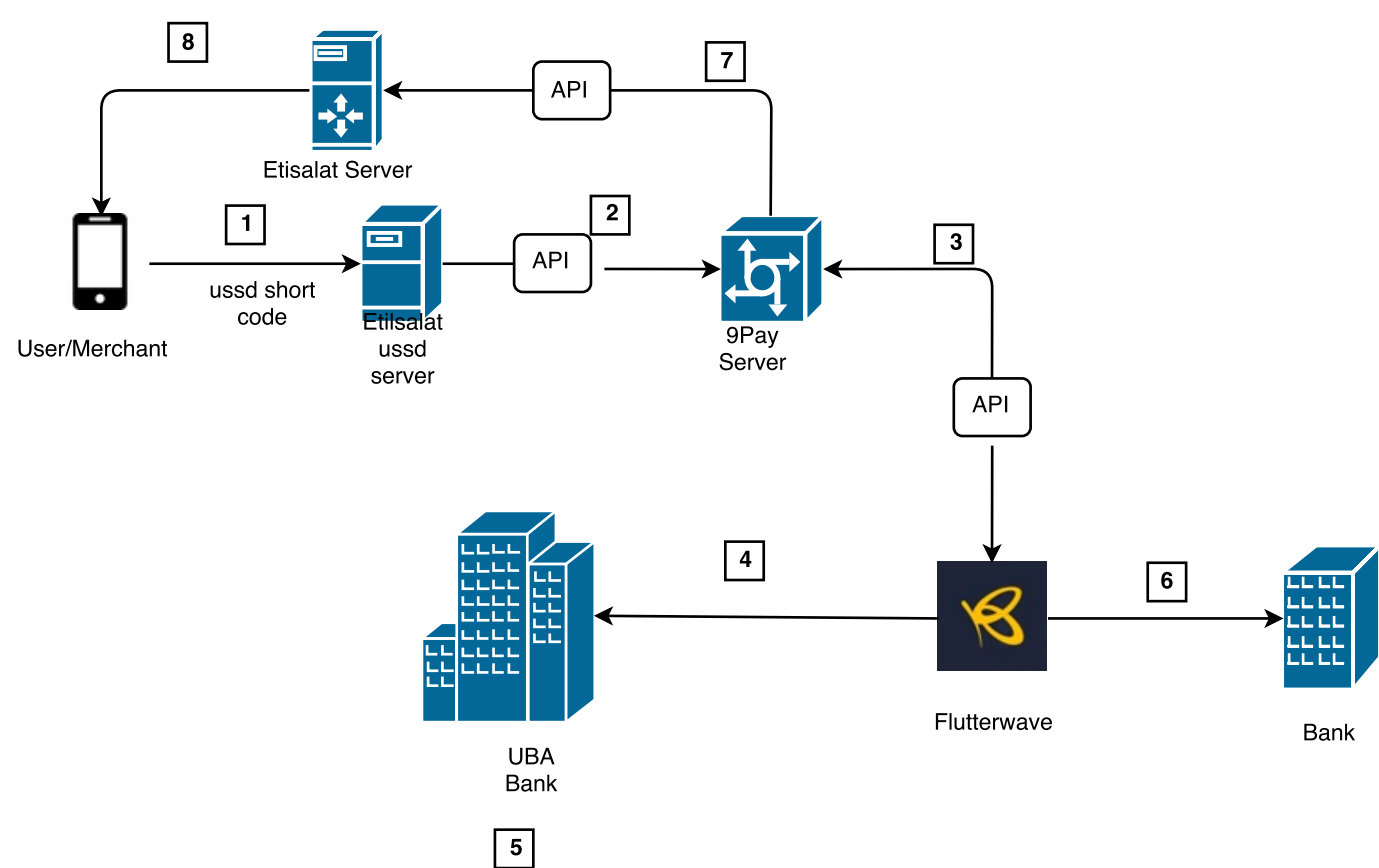 8
7
API
Etisalat Server
1
2
3
API
ussd short
code
User/Merchant
Etilsalat
ussd
server
9Pay
Server
API
4
6
Flutterwave
Bank
UBA
Bank
5